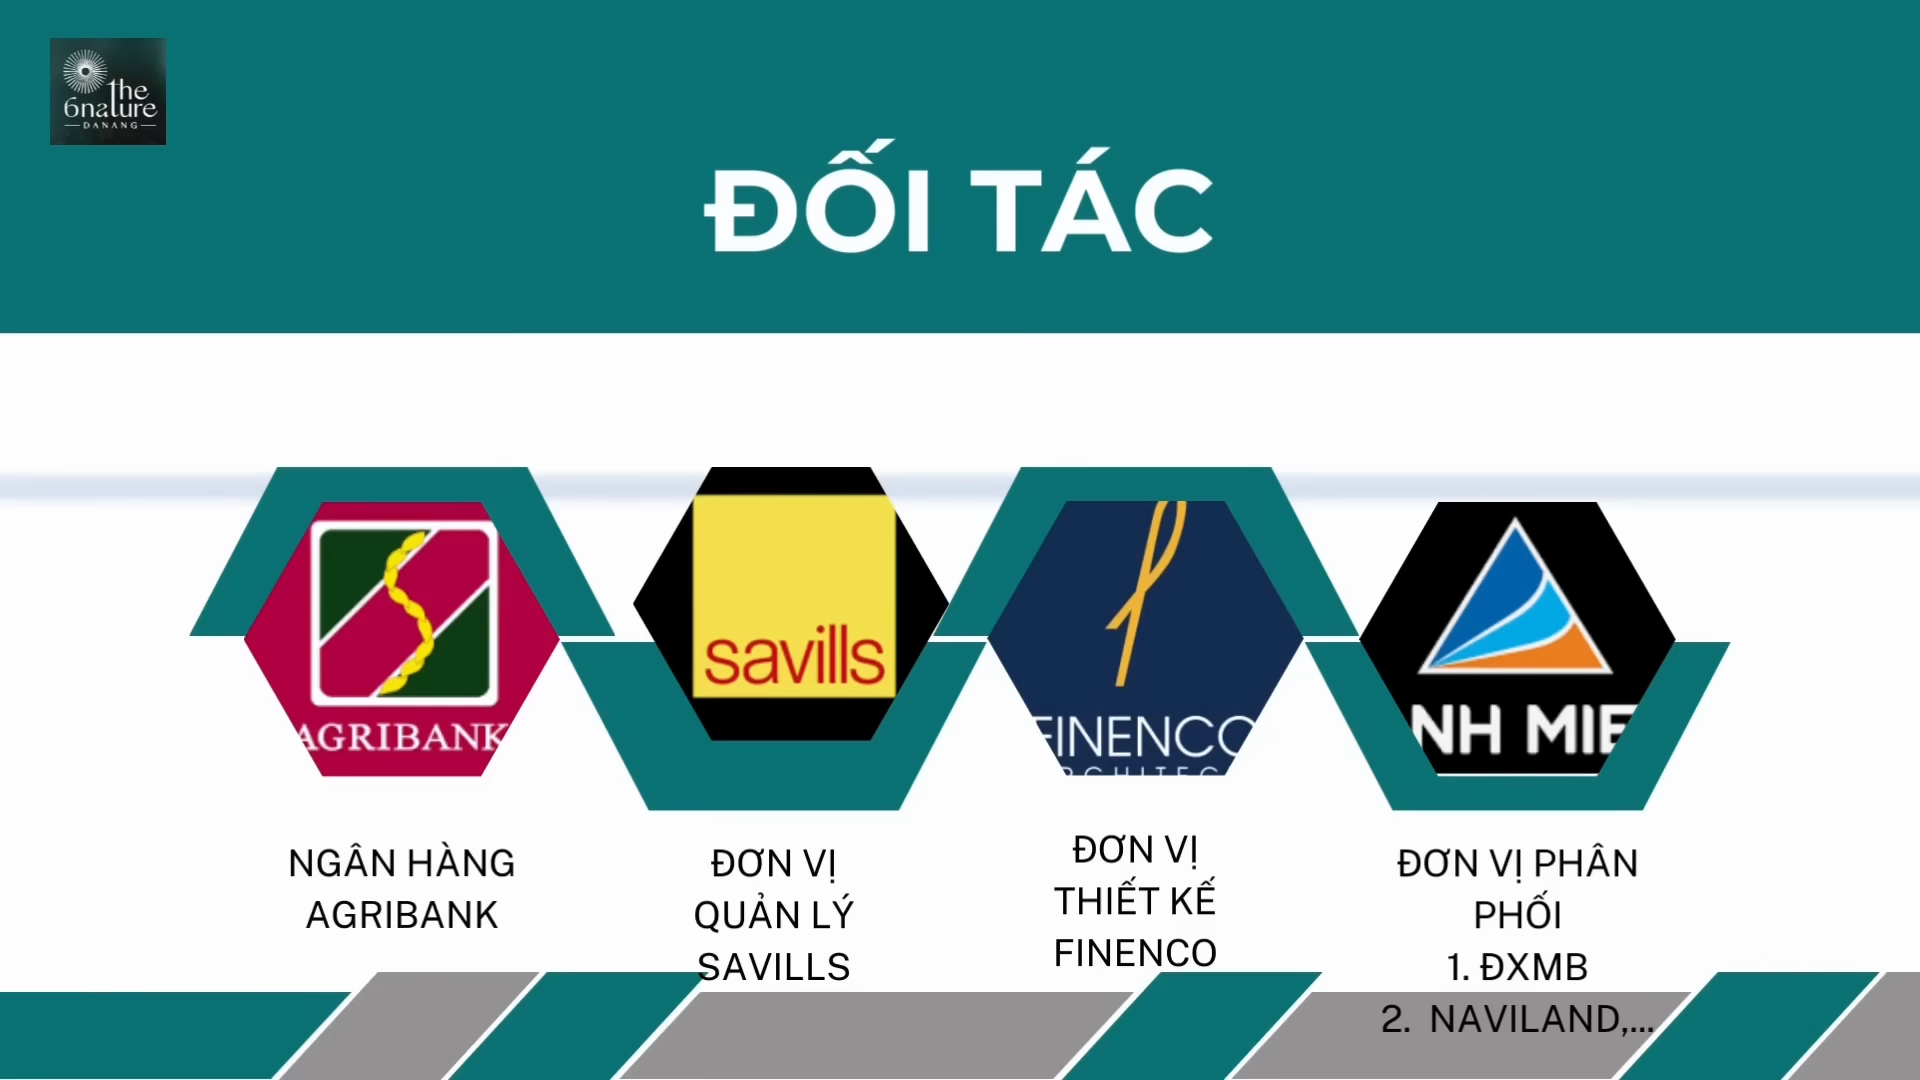 the
6nature
DANANG
ĐỐI TÁC
savills
AGRIBANK
FINENCO
NH MIE
NGÂN HÀNG
AGRIBANK
ĐƠN VỊ
QUẢN LÝ
SAVILLS
ĐƠN VỊ
THIẾT KẾ
FINENCO
ĐƠN VỊ PHÂN
PHỐI
1. ĐXMB
2. NAVILAND,...